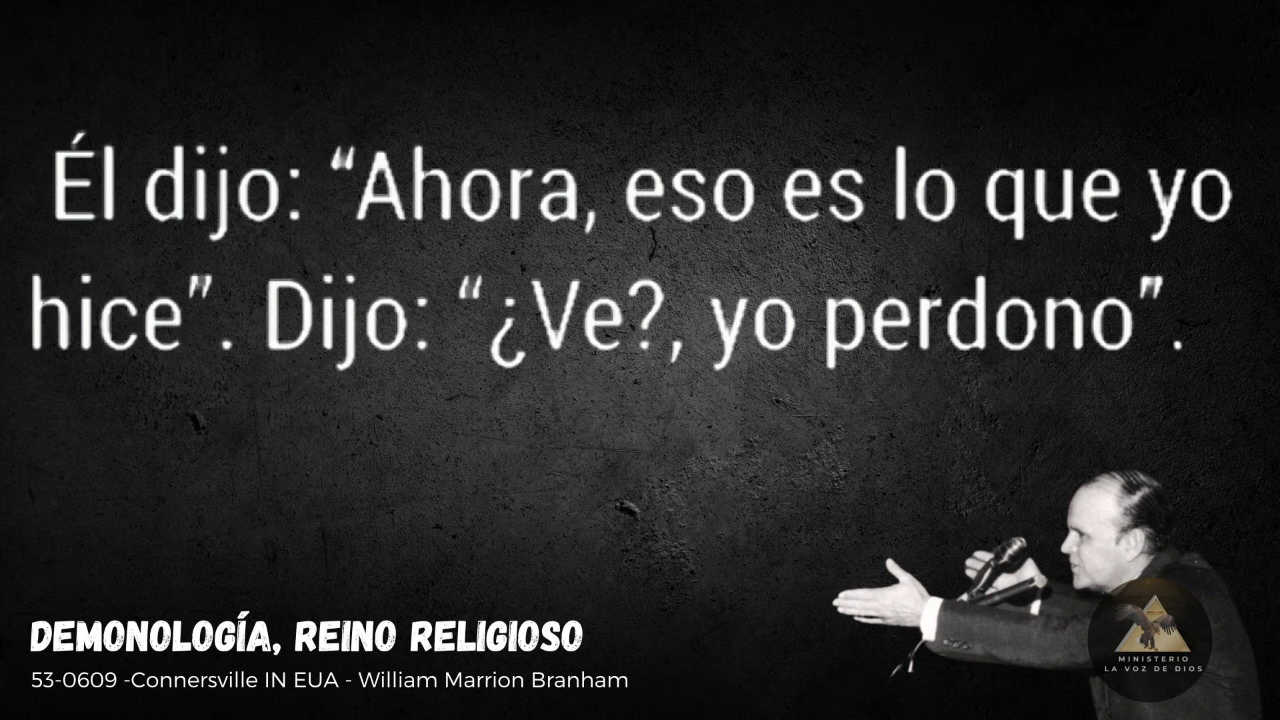 Él dijo: “Ahora, eso es lo que yo
hice”. Dijo: “¿Ve?, yo perdono”.
DEMONOLOGÍA, REINO RELIGIOSO
53-0609 -Connersville IN EUA - William Marrion Branham
MINISTERIO
LA VOZ DE DIOS